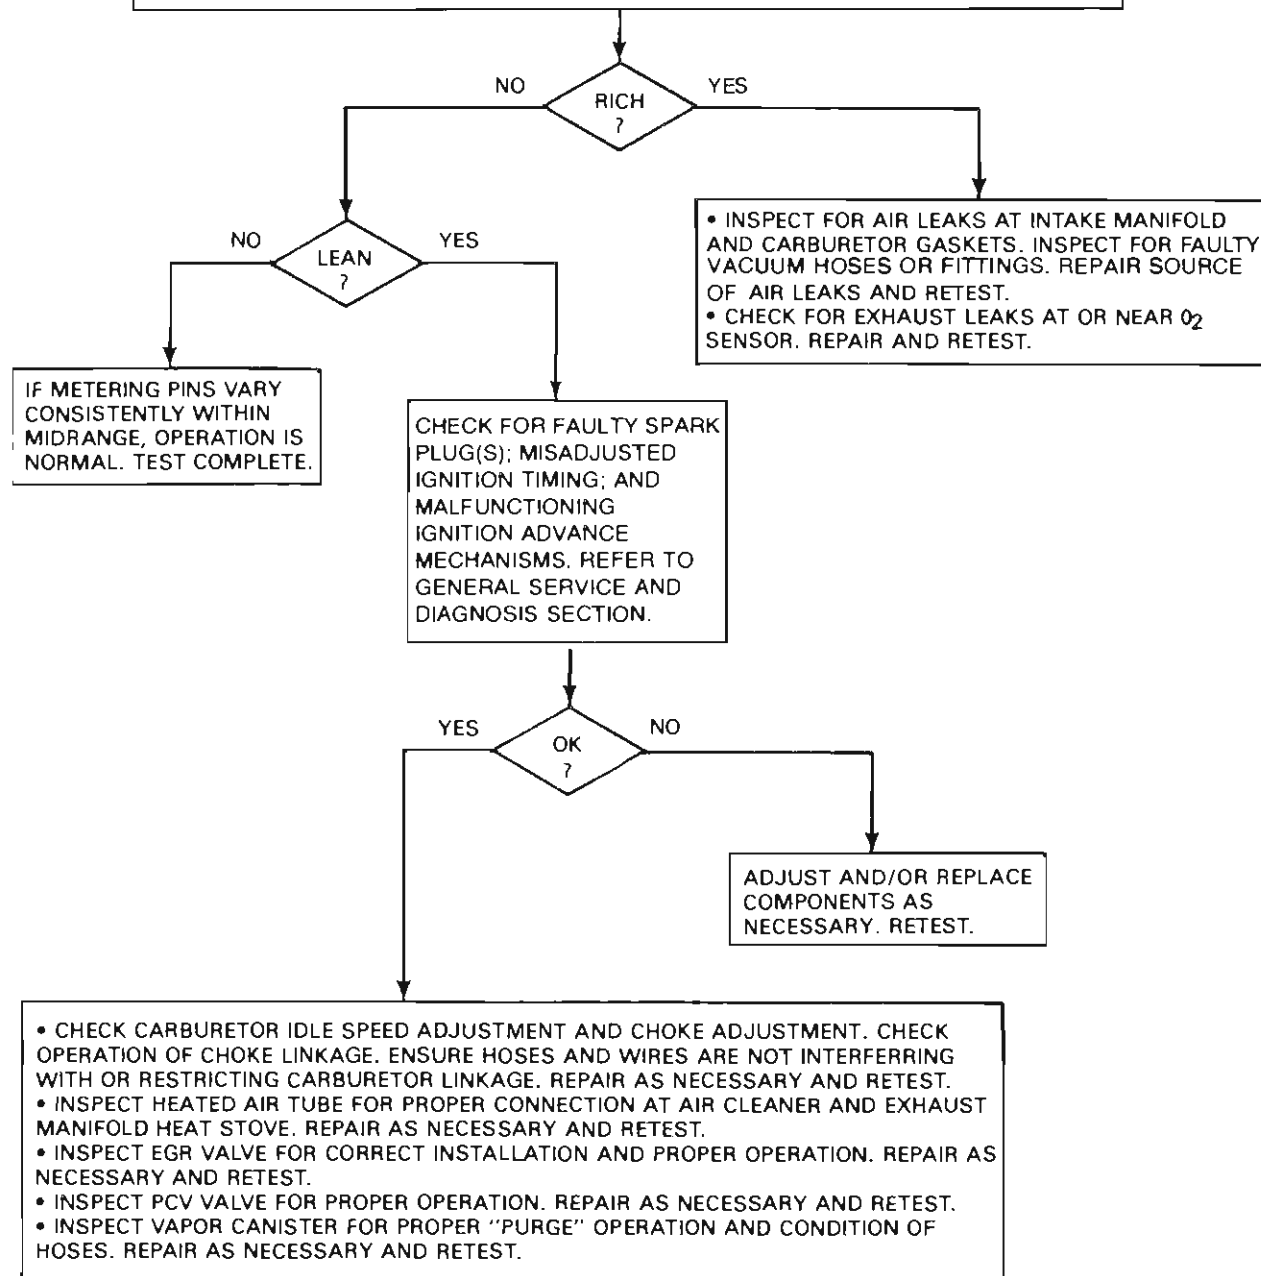 NO
YES
RICH
?
NO
YES
LEAN
?
• INSPECT FOR AIR LEAKS AT INTAKE MANIFOLD
AND CARBURETOR GASKETS. INSPECT FOR FAULTY
VACUUM HOSES OR FITTINGS. REPAIR SOURCE
OF AIR LEAKS AND RETEST.
• CHECK FOR EXHAUST LEAKS AT OR NEAR 0₂
SENSOR. REPAIR AND RETEST.
IF METERING PINS VARY
CONSISTENTLY WITHIN
MIDRANGE, OPERATION IS
NORMAL. TEST COMPLETE.
CHECK FOR FAULTY SPARK
PLUG(S); MISADJUSTED
IGNITION TIMING; AND
MALFUNCTIONING
IGNITION ADVANCE
MECHANISMS. REFER TO
GENERAL SERVICE AND
DIAGNOSIS SECTION.
YES
NO
OK
?
ADJUST AND/OR REPLACE
COMPONENTS AS
NECESSARY. RETEST.
• CHECK CARBURETOR IDLE SPEED ADJUSTMENT AND CHOKE ADJUSTMENT. CHECK
OPERATION OF CHOKE LINKAGE. ENSURE HOSES AND WIRES ARE NOT INTERFERRING
WITH OR RESTRICTING CARBURETOR LINKAGE. REPAIR AS NECESSARY AND RETEST.
• INSPECT HEATED AIR TUBE FOR PROPER CONNECTION AT AIR CLEANER AND EXHAUST
MANIFOLD HEAT STOVE. REPAIR AS NECESSARY AND RETEST.
• INSPECT EGR VALVE FOR CORRECT INSTALLATION AND PROPER OPERATION. REPAIR AS
NECESSARY AND RETEST.
• INSPECT PCV VALVE FOR PROPER OPERATION. REPAIR AS NECESSARY AND RETEST.
• INSPECT VAPOR CANISTER FOR PROPER "PURGE" OPERATION AND CONDITION OF
HOSES. REPAIR AS NECESSARY AND RETEST.